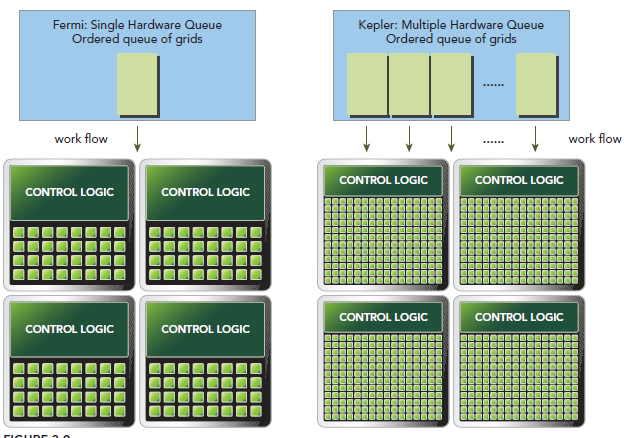 Fermi: Single Hardware Queue
Ordered queue of grids
Kepler: Multiple Hardware Queue
Ordered queue of grids
......
work flow
......
work flow
CONTROL LOGIC
CONTROL LOGIC
CONTROL LOGIC
CONTROL LOGIC
CONTROL LOGIC
CONTROL LOGIC
CONTROL LOGIC
CONTROL LOGIC